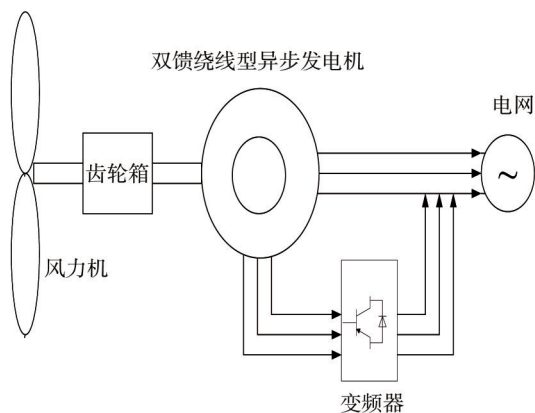 双馈绕线型异步发电机
电网
齿轮箱
~
风力机
变频器